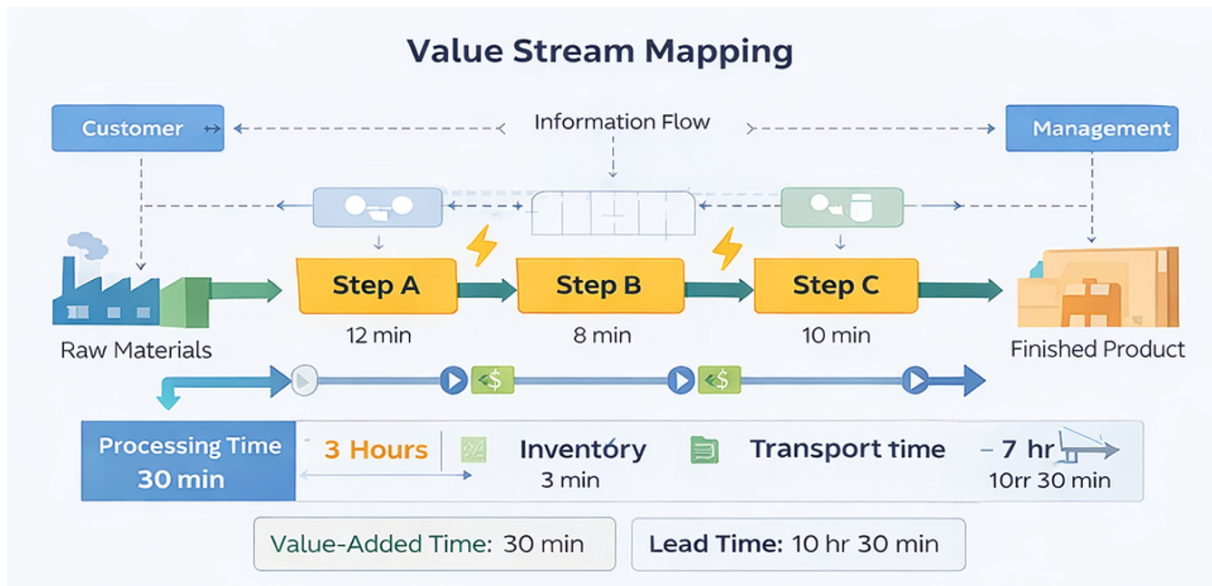 Value Stream Mapping
Customer
Information Flow
Management
Step A
Step B
Step C
12 min
8 min
10 min
Raw Materials
Finished Product
$
$
Processing Time
30 min
3 Hours
Inventory
3 min
Transport time
– 7 hr
10rr 30 min
Value-Added Time: 30 min
Lead Time: 10 hr 30 min